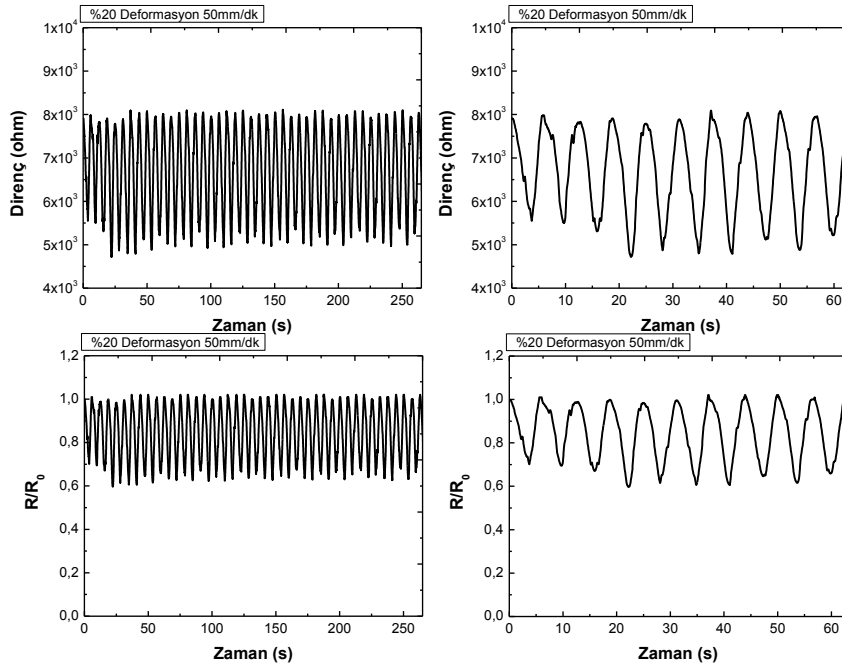 %20 Deformasyon 50mm/dk
1x10⁴
9x10³
8x10³
7x10³
6x10³
5x10³
4x10³
Direnç (ohm)
0 50 100 150 200 250
Zaman (s)
%20 Deformasyon 50mm/dk
1x10⁴
9x10³
8x10³
7x10³
6x10³
5x10³
4x10³
Direnç (ohm)
0 10 20 30 40 50 60
Zaman (s)
%20 Deformasyon 50mm/dk
1,2
1,0
0,8
0,6
0,4
0,2
0,0
R/R₀
0 50 100 150 200 250
Zaman (s)
%20 Deformasyon 50mm/dk
1,2
1,0
0,8
0,6
0,4
0,2
0,0
R/R₀
0 10 20 30 40 50 60
Zaman (s)